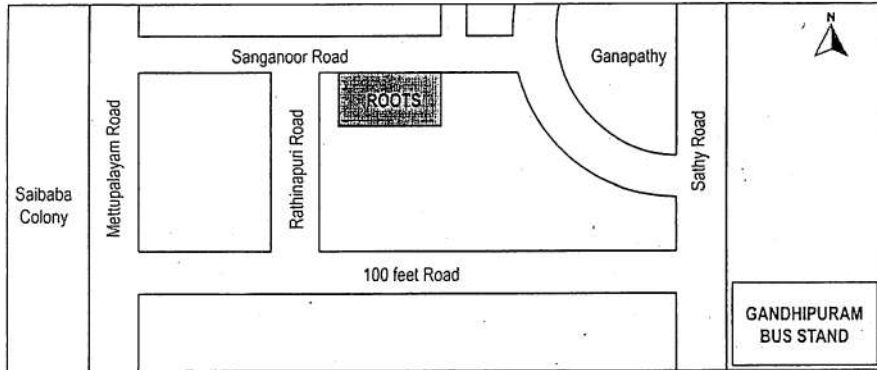 N
Sanganoor Road
Ganapathy
ROOTS
Mettupalayam Road
Rathinapuri Road
Sathy Road
Saibaba
Colony
100 feet Road
GANDHIPURAM
BUS STAND